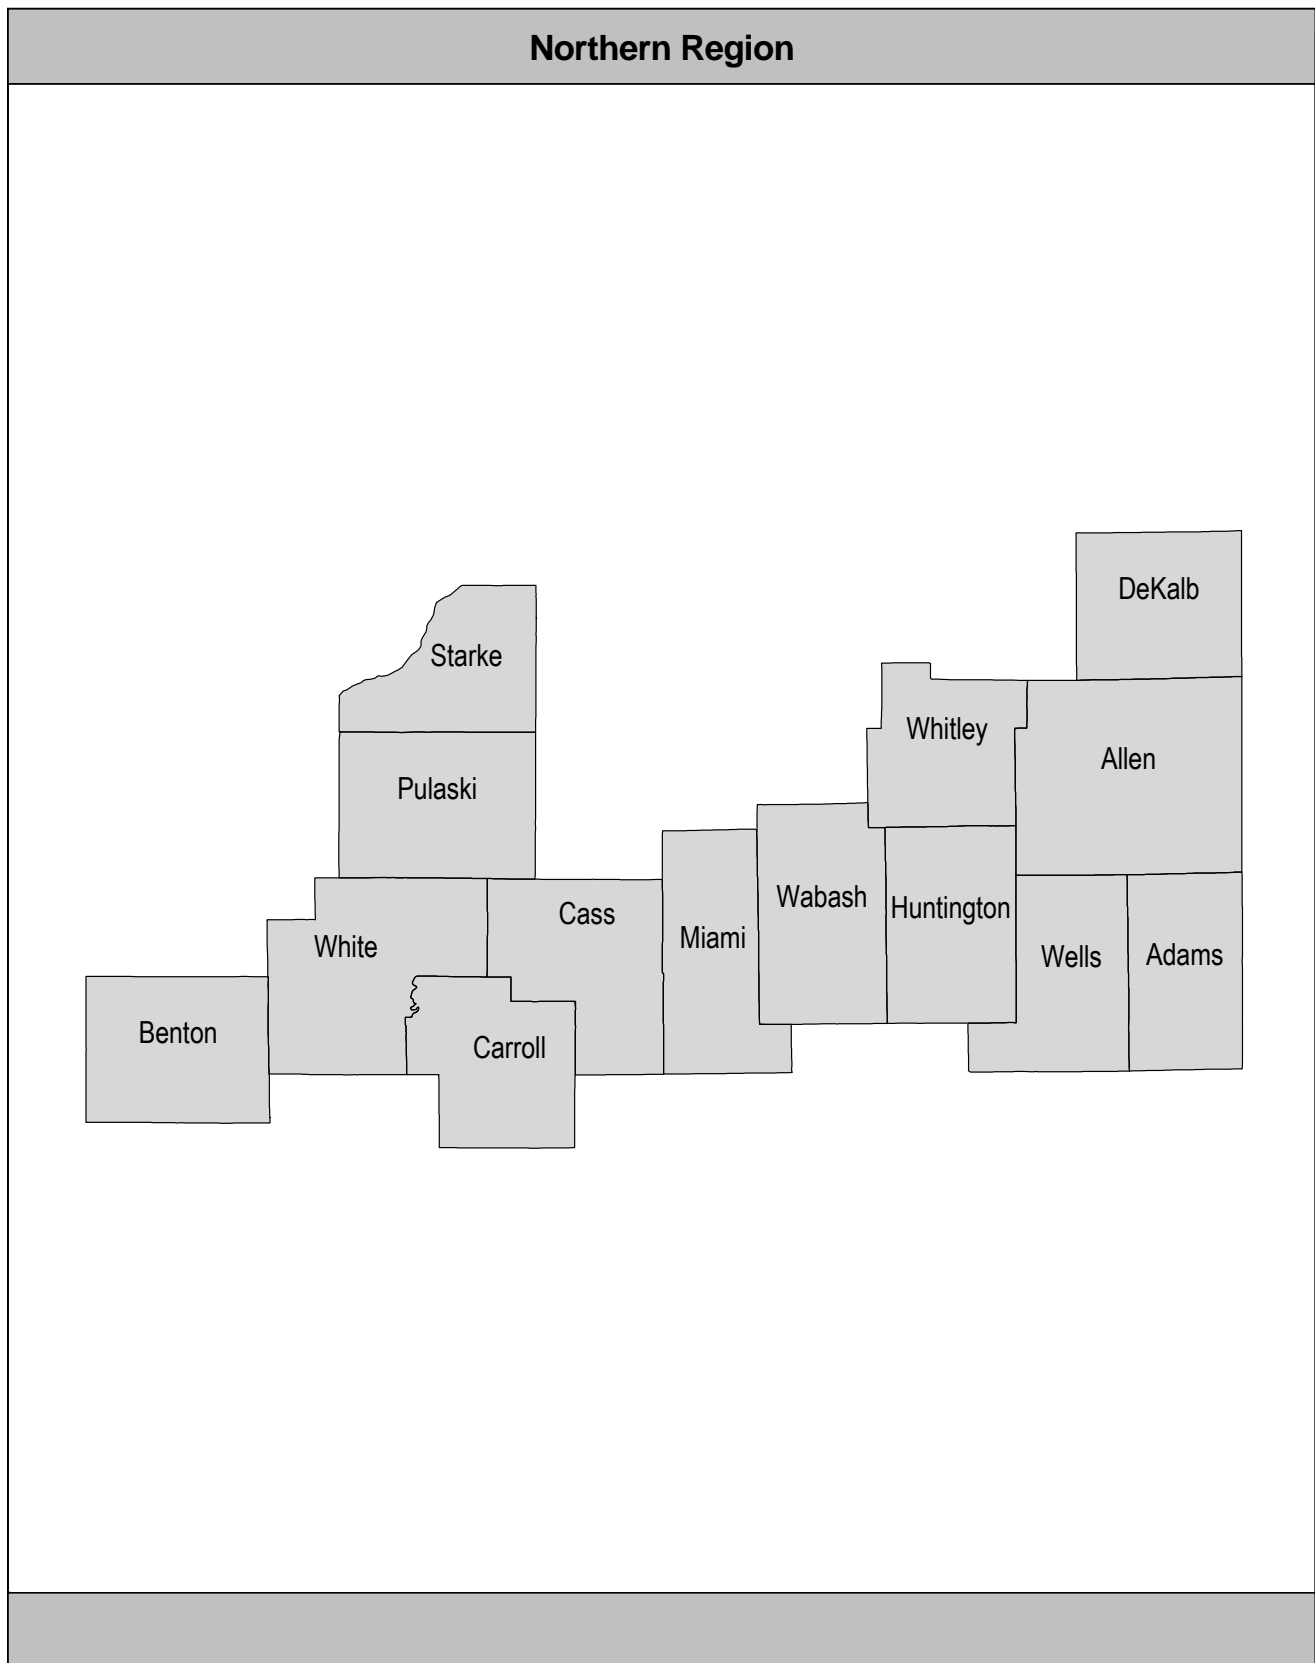 Northern Region
DeKalb
Starke
Whitley
Allen
Pulaski
Wabash
Huntington
Cass
Miami
White
Wells
Adams
Benton
Carroll